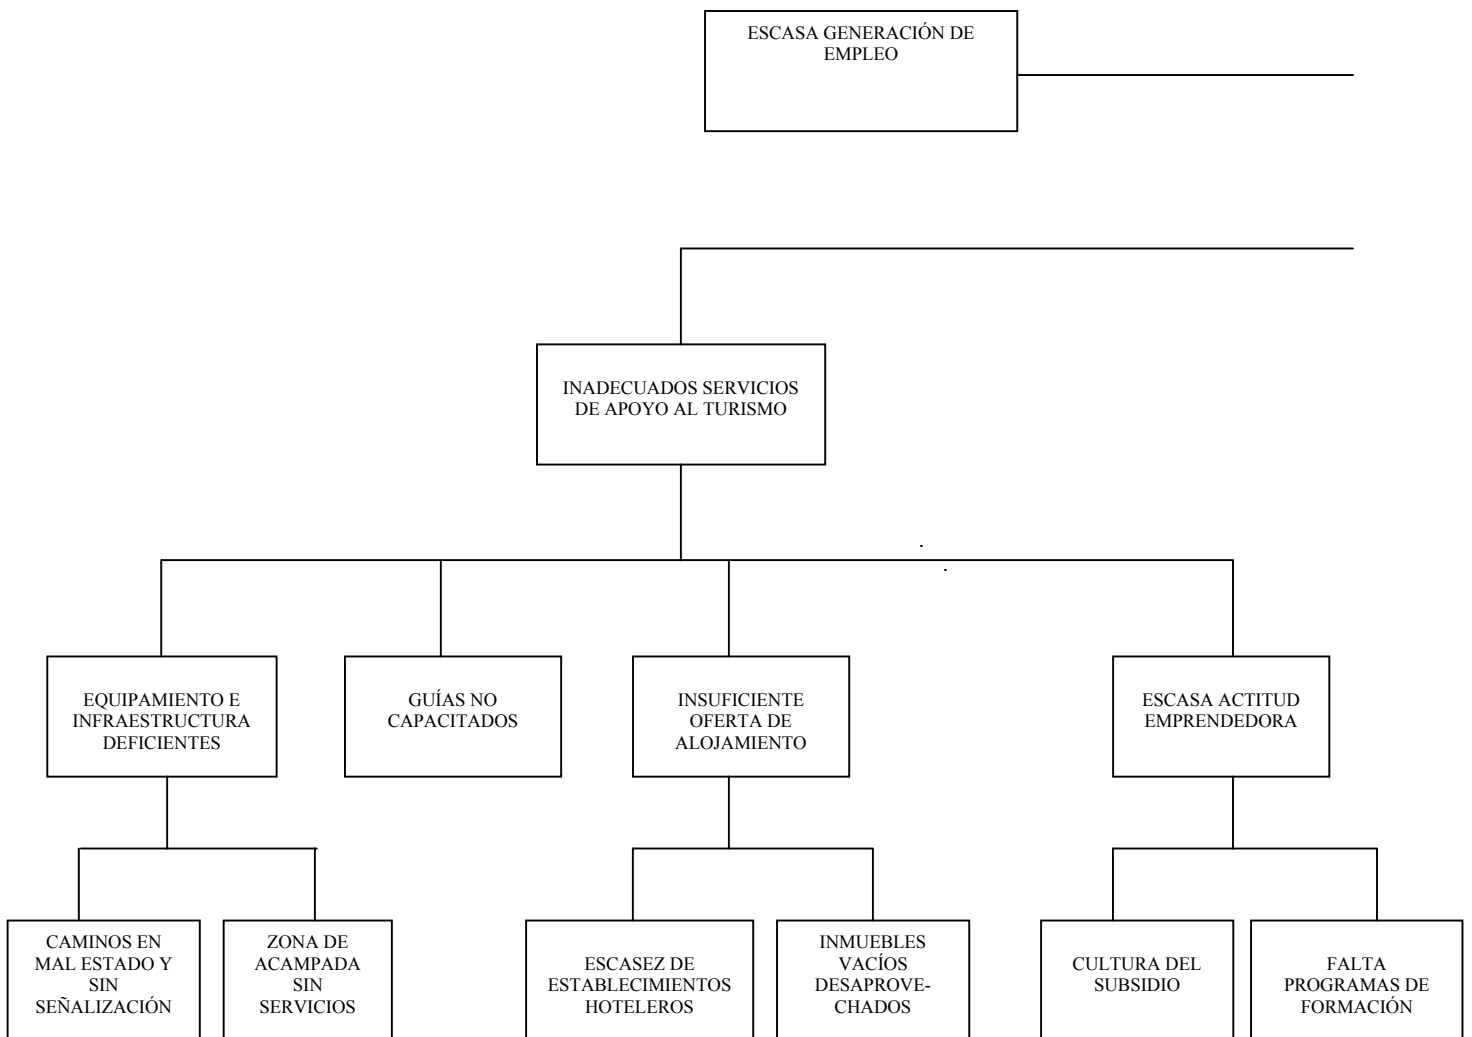 ESCASA GENERACIÓN DE
EMPLEO
INADECUADOS SERVICIOS
DE APOYO AL TURISMO
EQUIPAMIENTO E
INFRAESTRUCTURA
DEFICIENTES
GUÍAS NO
CAPACITADOS
INSUFICIENTE
OFERTA DE
ALOJAMIENTO
ESCASA ACTITUD
EMPRENDEDORA
CAMINOS EN
MAL ESTADO Y
SIN
SEÑALIZACIÓN
ZONA DE
ACAMPADA
SIN
SERVICIOS
ESCASEZ DE
ESTABLECIMIENTOS
HOTELEROS
INMUEBLES
VACÍOS
DESAPROVE-
CHADOS
CULTURA DEL
SUBSIDIO
FALTA
PROGRAMAS DE
FORMACIÓN